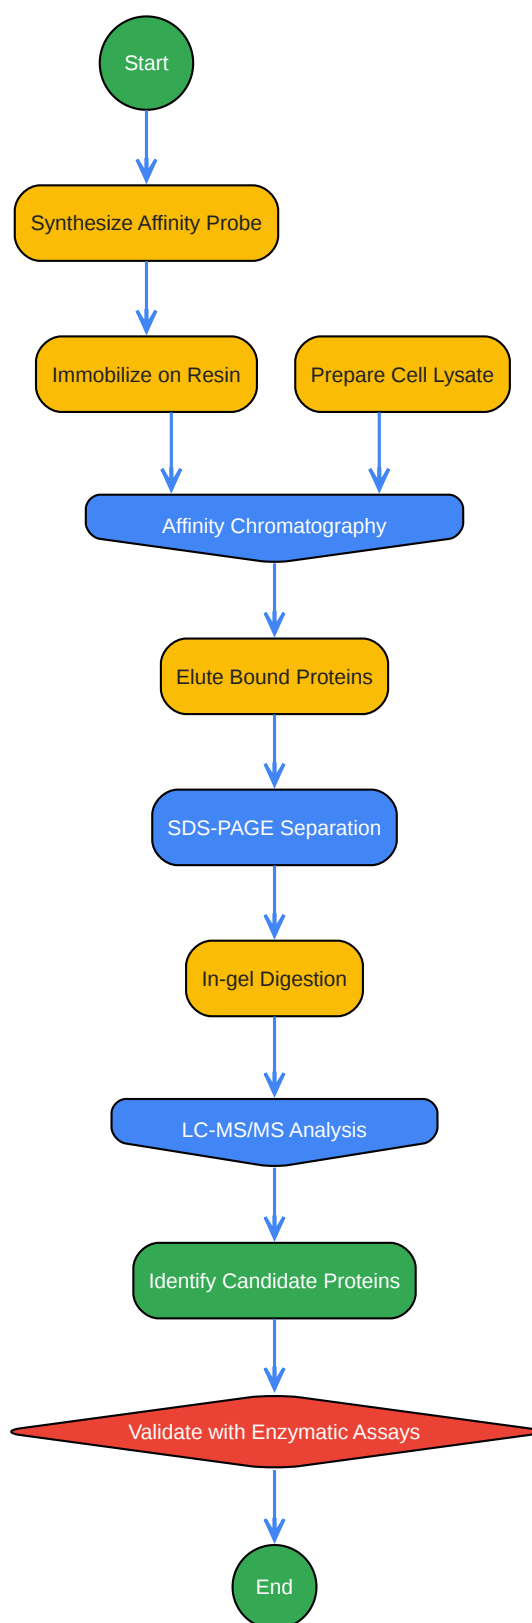 Start
Synthesize Affinity Probe
Immobilize on Resin
Prepare Cell Lysate
Affinity Chromatography
Elute Bound Proteins
SDS-PAGE Separation
In-gel Digestion
LC-MS/MS Analysis
Identify Candidate Proteins
Validate with Enzymatic Assays
End